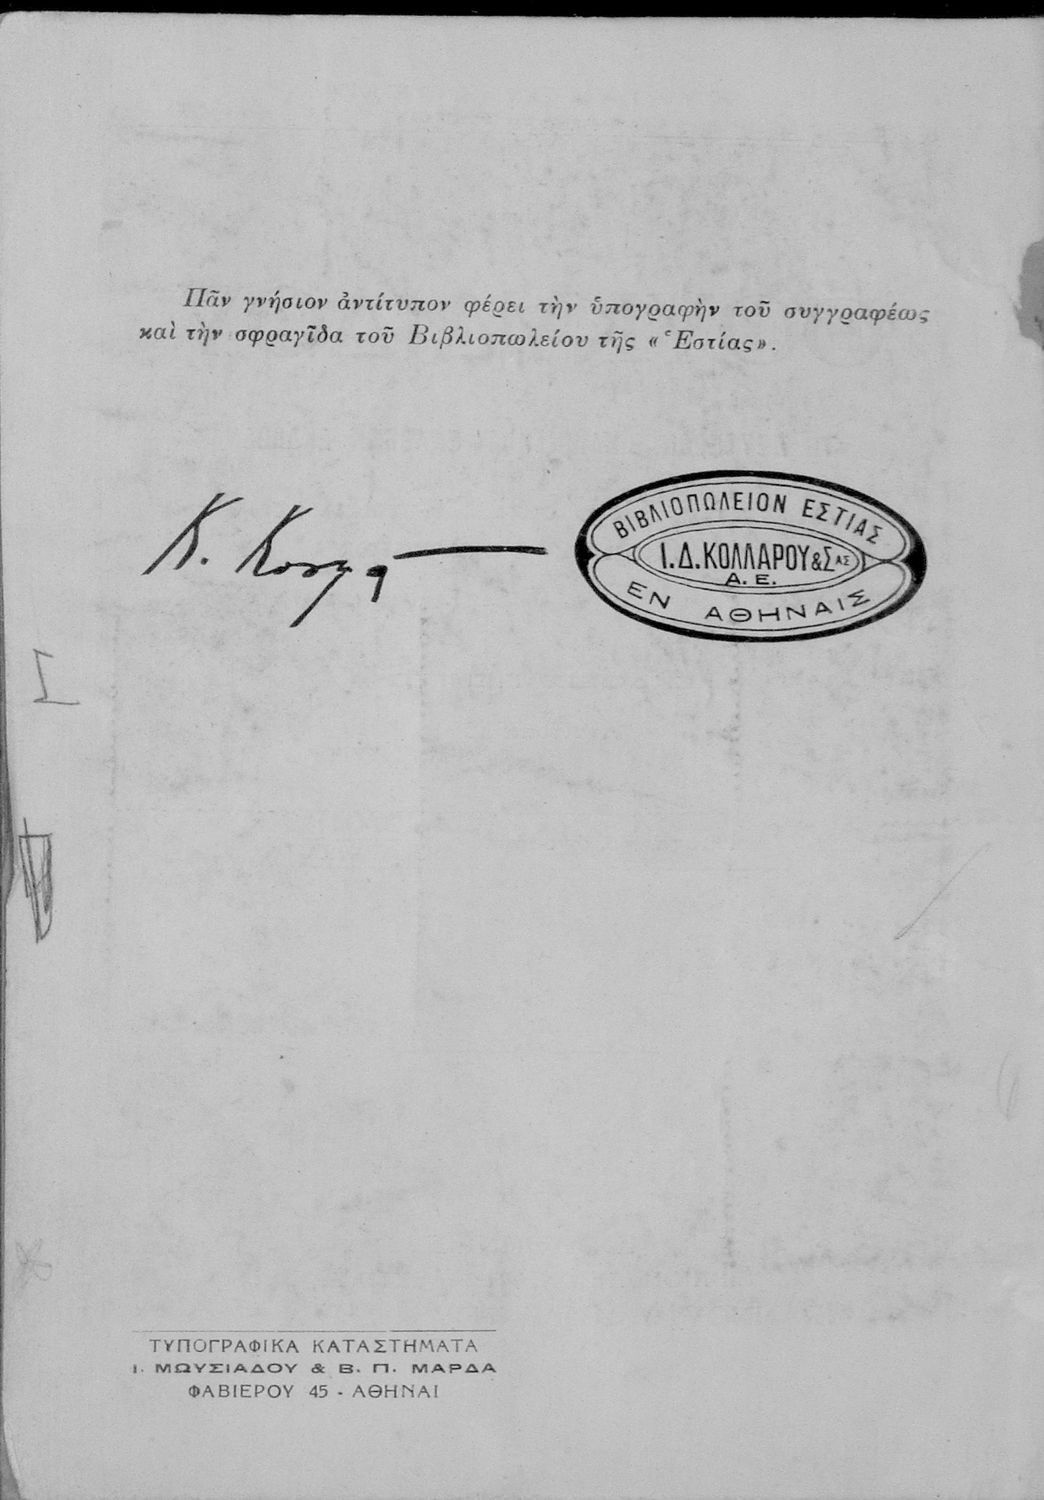 Πᾶν γνήσιον ἀντίτυπον φέρει τὴν ὑπογραφὴν τοῦ συγγραφέως
καὶ τὴν σφραγῖδα τοῦ Βιβλιοπωλείου τῆς «Ἑστίας».
Κ.
ΒΙΒΛΙΟΠΩΛΕΙΟΝ ΕΣΤΙΑΣ
Ι.Δ.ΚΟΛΛΑΡΟΥ&ΣΑΣ
Α.Ε.
ΕΝ ΑΘΗΝΑΙΣ
ΤΥΠΟΓΡΑΦΙΚΑ ΚΑΤΑΣΤΗΜΑΤΑ
Ι. ΜΩΥΣΙΑΔΟΥ & Β. Π. ΜΑΡΔΑ
ΦΑΒΙΕΡΟΥ 45 - ΑΘΗΝΑΙ